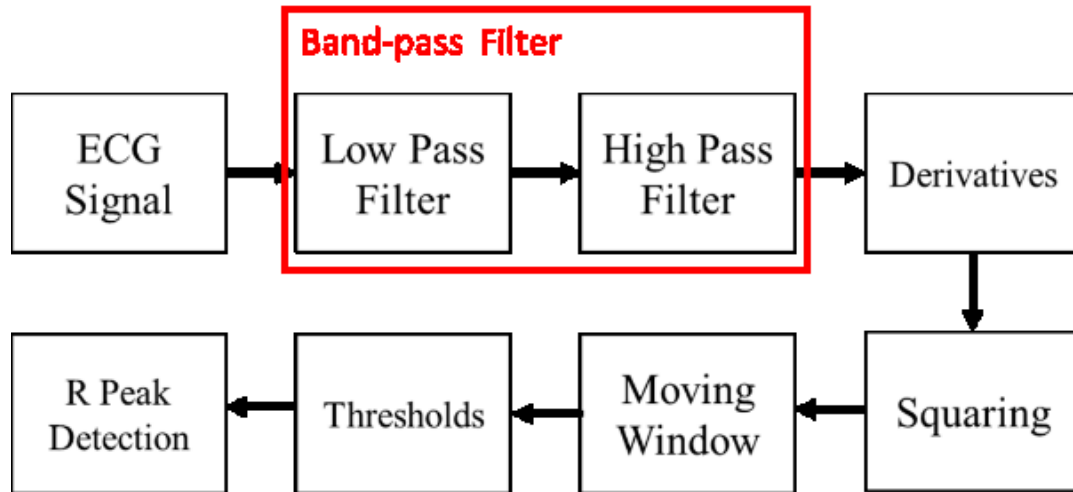 Band-pass Filter
ECG
Signal
Low Pass
Filter
High Pass
Filter
Derivatives
Squaring
Moving
Window
Thresholds
R Peak
Detection